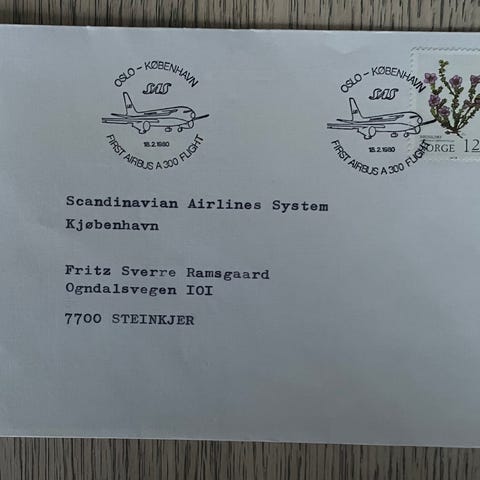 OSLO – KØBENHAVN
SAS
18.2.1980
FIRST AIRBUS A 300 FLIGHT
OSLO – KØBENHAVN
SAS
18.2.1980
FIRST AIRBUS A 300 FLIGHT
NORGE 12
Scandinavian Airlines System
Kjøbenhavn
Fritz Sverre Ramsgaard
Ogndalsvegen IOI
7700 STEINKJER